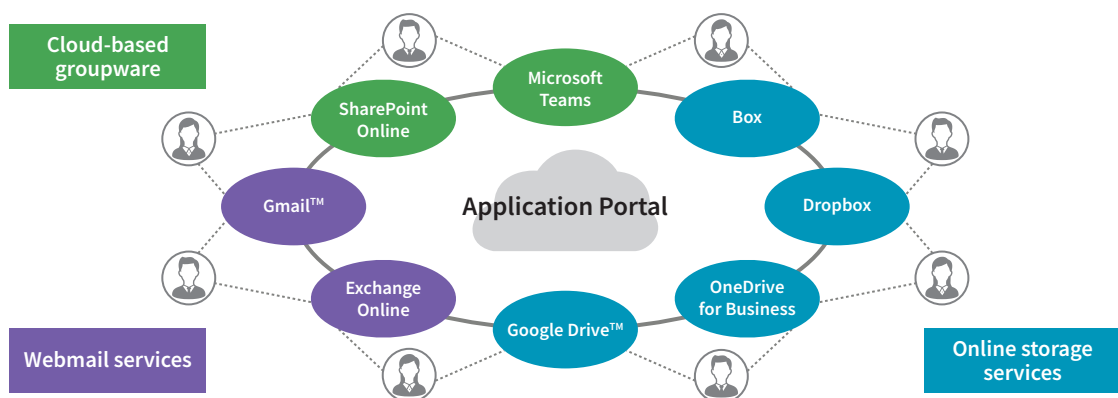 Cloud-based
groupware
Microsoft
Teams
SharePoint
Online
Box
Gmail™
Application Portal
Dropbox
Exchange
Online
OneDrive
for Business
Google Drive™
Webmail services
Online storage
services